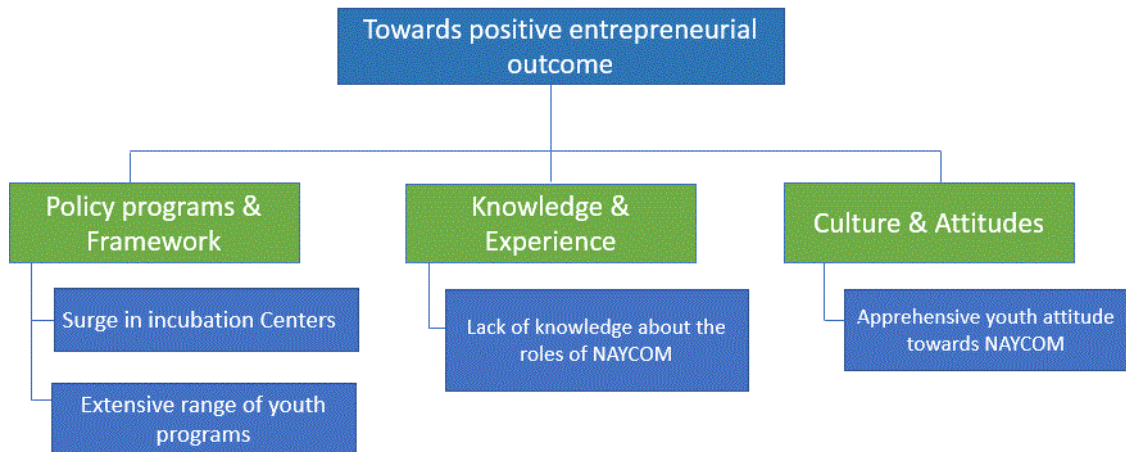 Towards positive entrepreneurial
outcome
Policy programs &
Framework
Surge in incubation Centers
Extensive range of youth
programs
Knowledge &
Experience
Lack of knowledge about the
roles of NAYCOM
Culture & Attitudes
Apprehensive youth attitude
towards NAYCOM